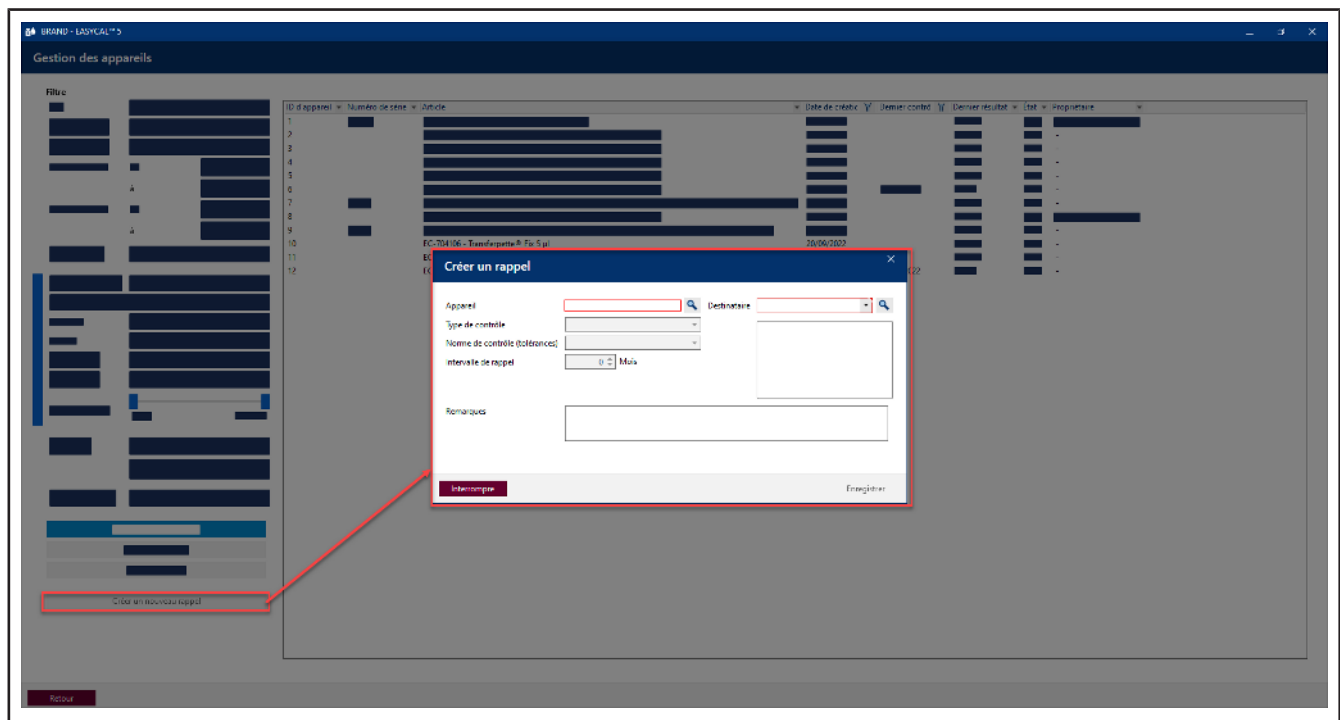 BRAND - EASYCAL™ 5
Gestion des appareils
Filtre
ID d'appareil Numéro de série Article Date de créatic Dernier contrô Dernier résultat État Propriétaire
1
2
3
4
5
à
6
7
8
à
9
10 EC-704106 - Transferpette® Fix 5 µl 20/09/2022
11
12
Créer un rappel
Appareil Destinataire
Type de contrôle
Norme de contrôle (tolérances)
Intervalle de rappel 0 Mois
Remarques
Interrompre Enregistrer
Créer un nouveau rappel
Retour